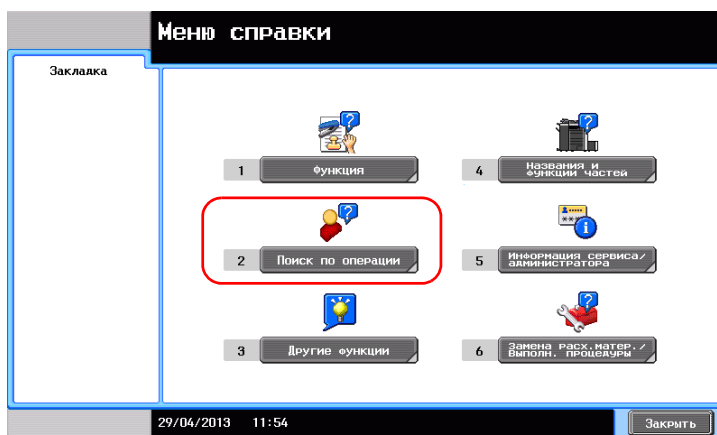 Меню справки
Закладка
1 Функция
2 Поиск по операции
3 Другие функции
4 Названия и
функции частей
5 Информация сервиса/
администратора
6 Замена расх.матер./
Выполн. процедуры
29/04/2013 11:54
Закрыть